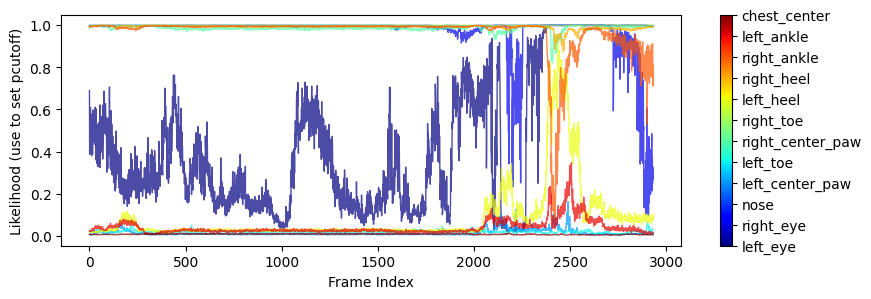 Likelihood (use to set pcutoff)
1.0
0.8
0.6
0.4
0.2
0.0
0
500
1000
1500
2000
2500
3000
Frame Index
chest_center
left_ankle
right_ankle
right_heel
left_heel
right_toe
right_center_paw
left_toe
left_center_paw
nose
right_eye
left_eye